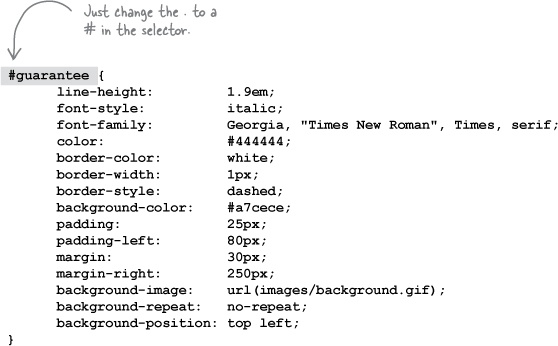 Just change the . to a
# in the selector.
#guarantee {
line-height: 1.9em;
font-style: italic;
font-family: Georgia, "Times New Roman", Times, serif;
color: #444444;
border-color: white;
border-width: 1px;
border-style: dashed;
background-color: #a7cece;
padding: 25px;
padding-left: 80px;
margin: 30px;
margin-right: 250px;
background-image: url(images/background.gif);
background-repeat: no-repeat;
background-position: top left;
}